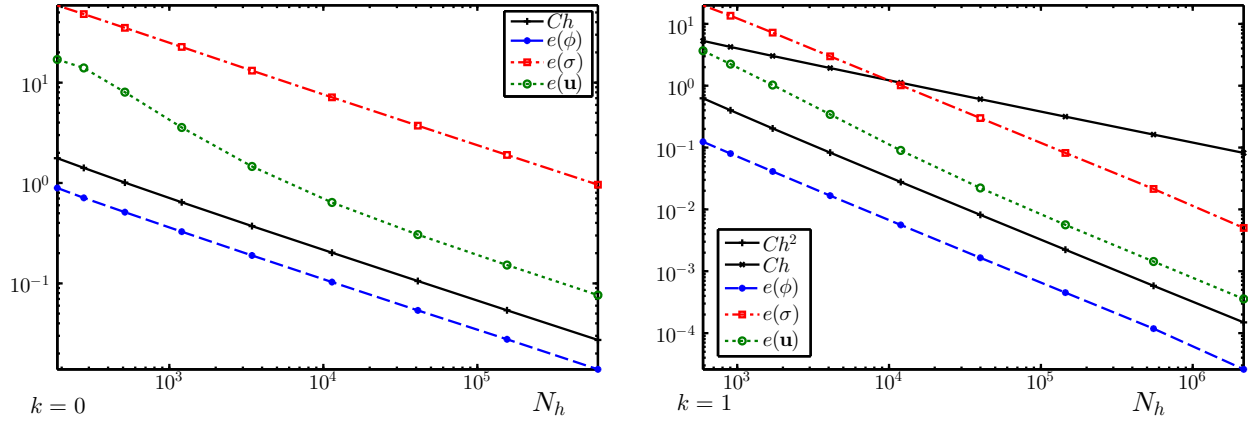 10^1
10^0
10^{-1}
10^3
10^4
10^5
Ch
e(ϕ)
e(σ)
e(u)
k = 0
N_h
10^1
10^0
10^{-1}
10^{-2}
10^{-3}
10^{-4}
10^3
10^4
10^5
10^6
Ch^2
Ch
e(ϕ)
e(σ)
e(u)
k = 1
N_h